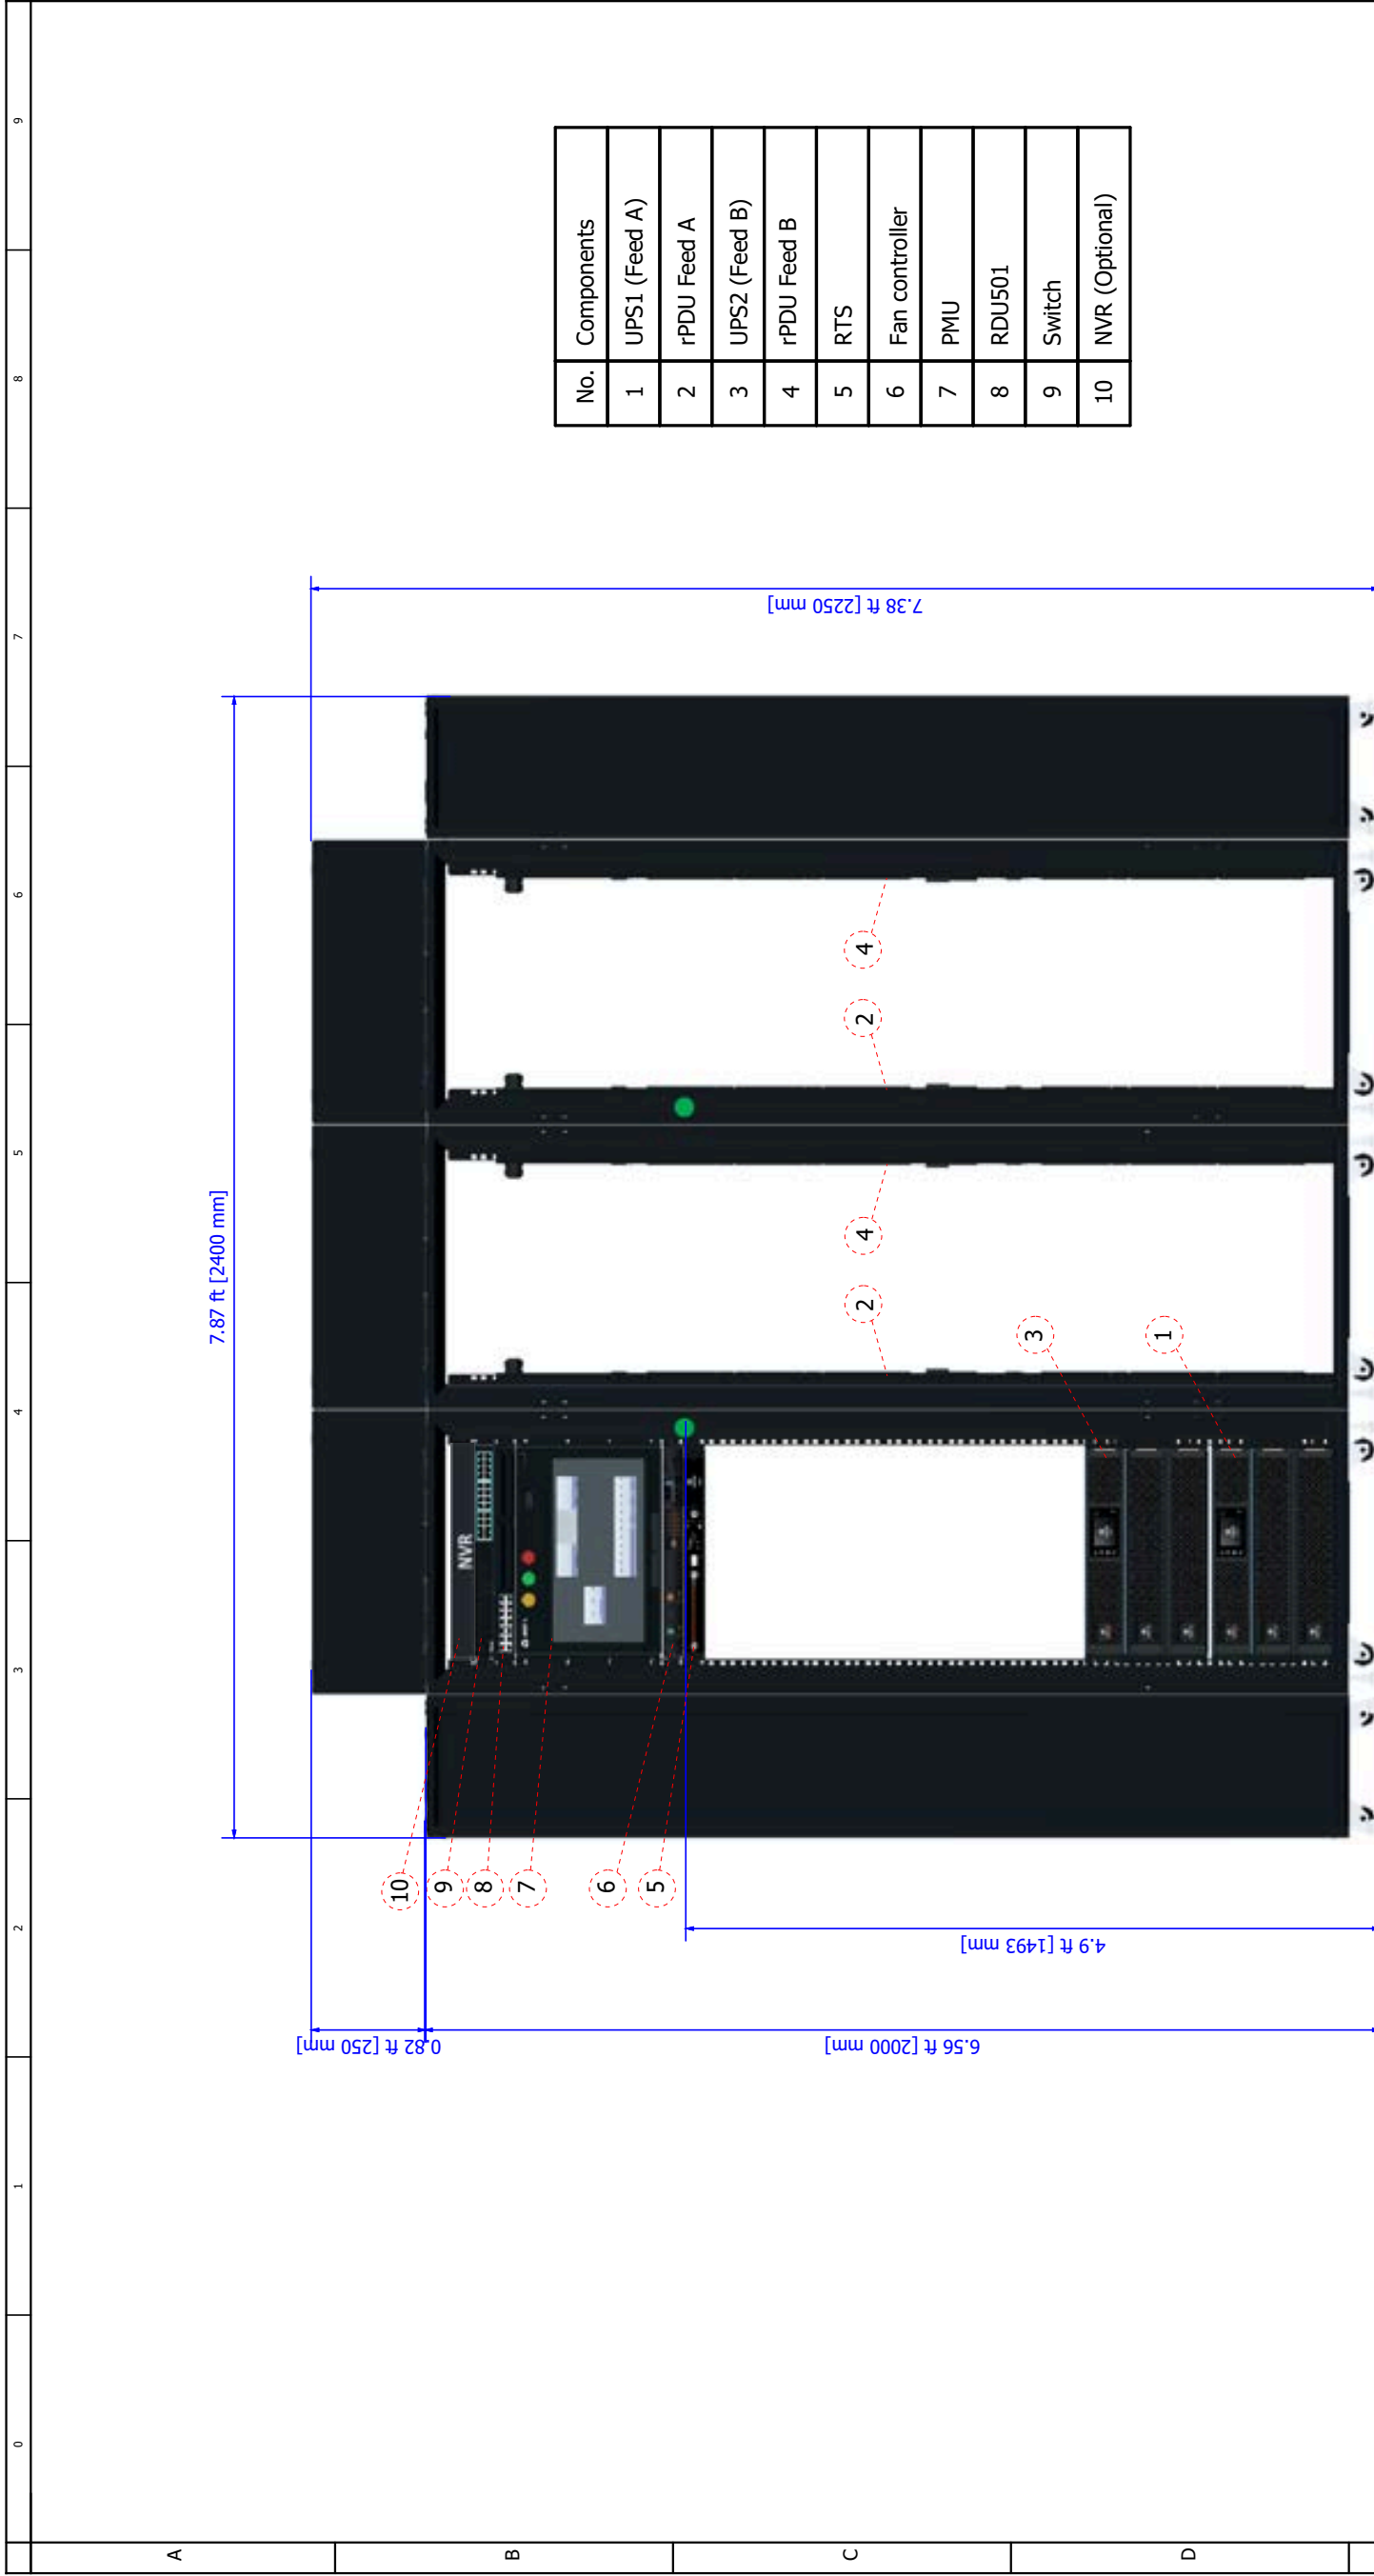 0
1
2
3
4
5
6
7
8
9
A
B
C
D
7.87 ft [2400 mm]
7.38 ft [2250 mm]
0.82 ft [250 mm]
6.56 ft [2000 mm]
4.9 ft [1493 mm]
10
9
8
7
6
5
NVR
2
4
2
4
3
1
No. Components
1 UPS1 (Feed A)
2 rPDU Feed A
3 UPS2 (Feed B)
4 rPDU Feed B
5 RTS
6 Fan controller
7 PMU
8 RDU501
9 Switch
10 NVR (Optional)